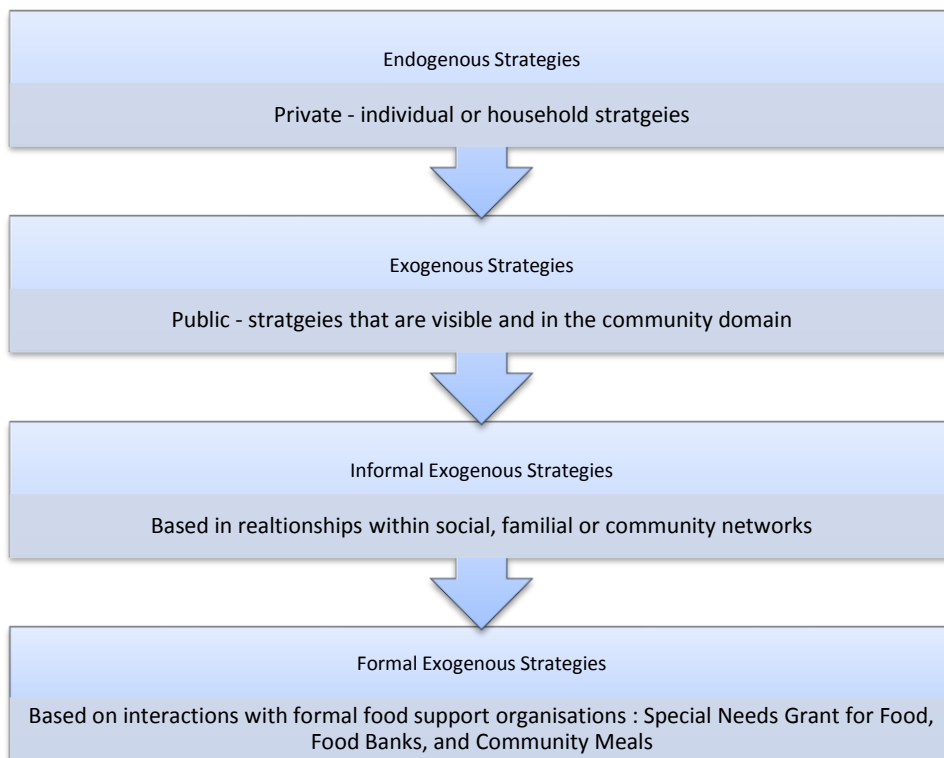 Endogenous Strategies
Private - individual or household stratgeies
Exogenous Strategies
Public - stratgeies that are visible and in the community domain
Informal Exogenous Strategies
Based in realtionships within social, familial or community networks
Formal Exogenous Strategies
Based on interactions with formal food support organisations : Special Needs Grant for Food,
Food Banks, and Community Meals